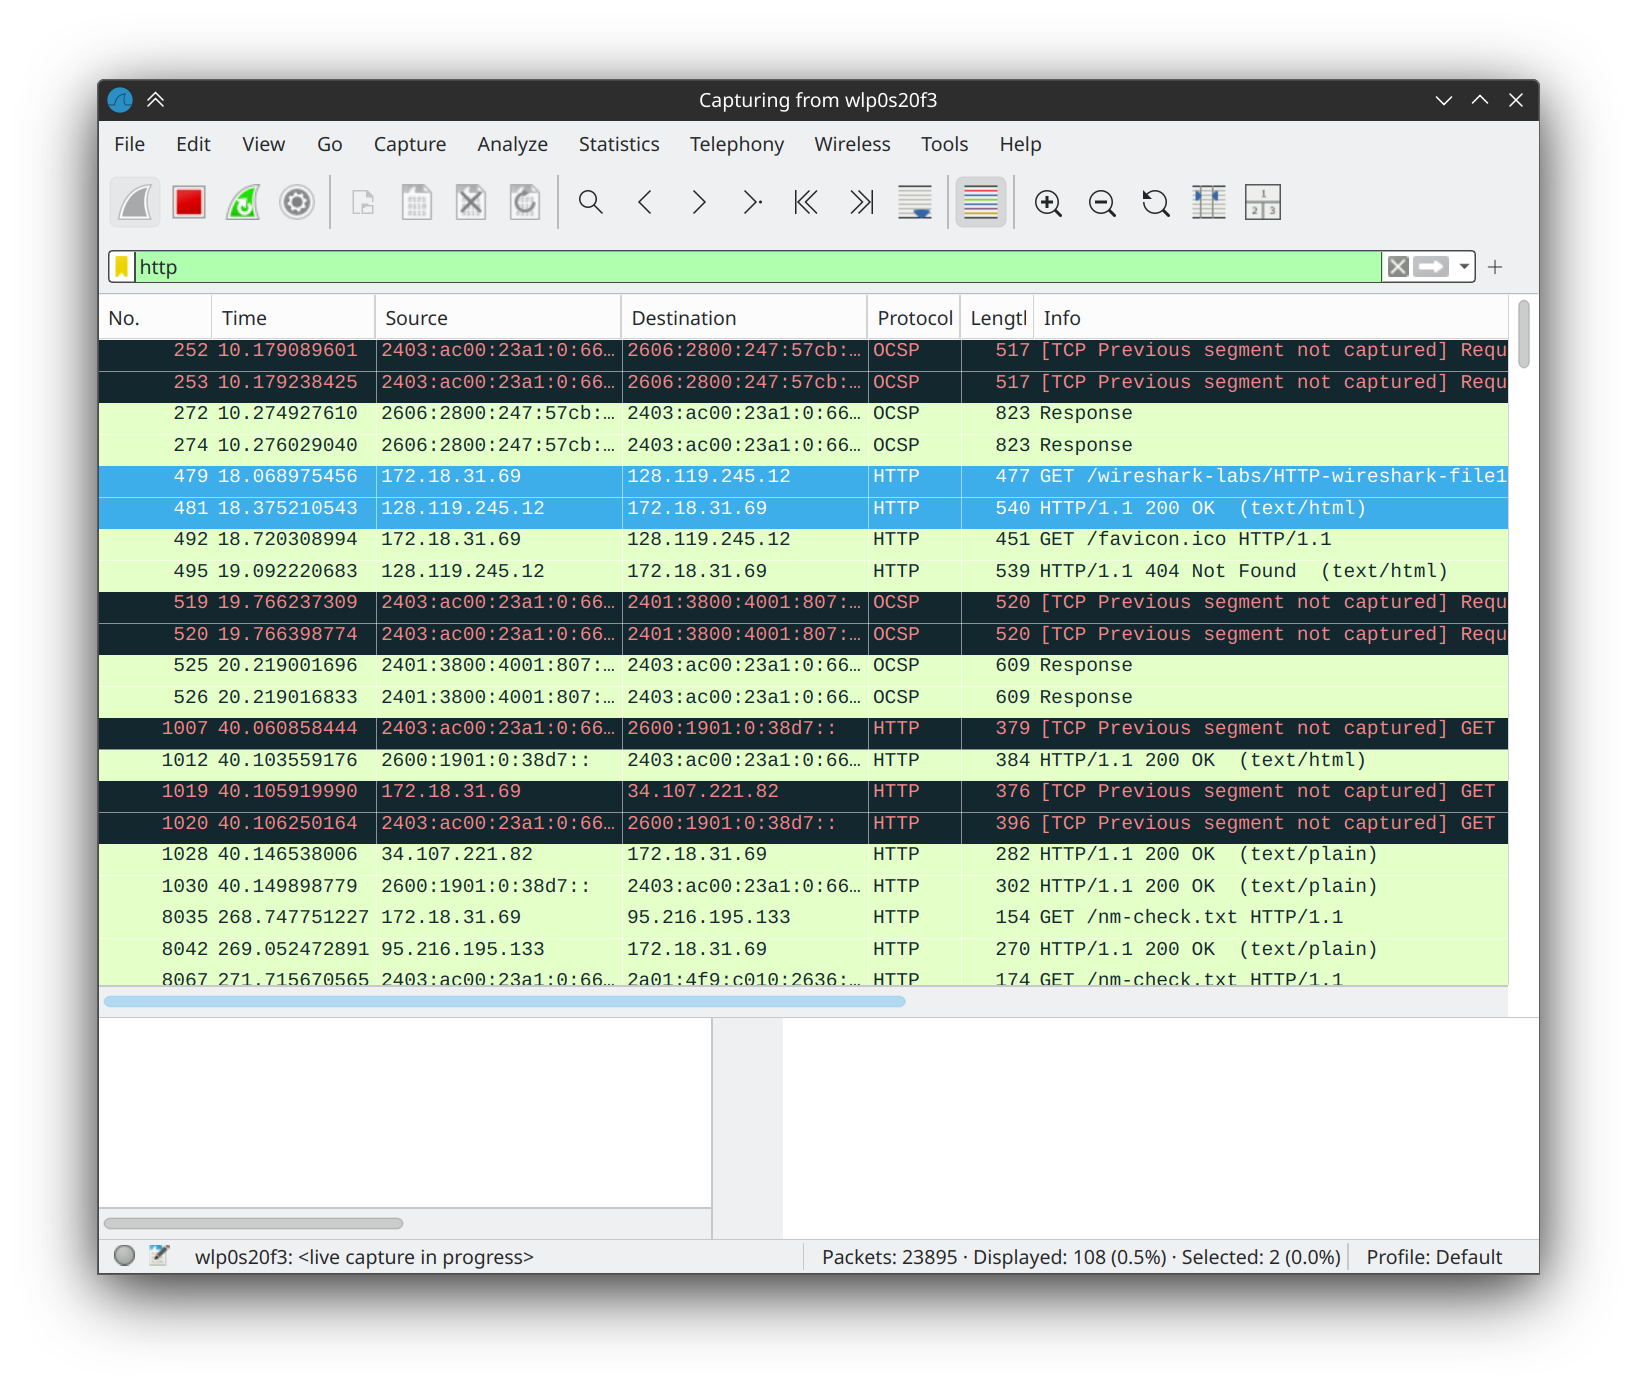 Capturing from wlp0s20f3
File Edit View Go Capture Analyze Statistics Telephony Wireless Tools Help
http
No. Time Source Destination Protocol Lengtl Info
252 10.179089601 2403:ac00:23a1:0:66… 2606:2800:247:57cb:… OCSP 517 [TCP Previous segment not captured] Requ
253 10.179238425 2403:ac00:23a1:0:66… 2606:2800:247:57cb:… OCSP 517 [TCP Previous segment not captured] Requ
272 10.274927610 2606:2800:247:57cb:… 2403:ac00:23a1:0:66… OCSP 823 Response
274 10.276029040 2606:2800:247:57cb:… 2403:ac00:23a1:0:66… OCSP 823 Response
479 18.068975456 172.18.31.69 128.119.245.12 HTTP 477 GET /wireshark-labs/HTTP-wireshark-file1
481 18.375210543 128.119.245.12 172.18.31.69 HTTP 540 HTTP/1.1 200 OK (text/html)
492 18.720308994 172.18.31.69 128.119.245.12 HTTP 451 GET /favicon.ico HTTP/1.1
495 19.092220683 128.119.245.12 172.18.31.69 HTTP 539 HTTP/1.1 404 Not Found (text/html)
519 19.766237309 2403:ac00:23a1:0:66… 2401:3800:4001:807:… OCSP 520 [TCP Previous segment not captured] Requ
520 19.766398774 2403:ac00:23a1:0:66… 2401:3800:4001:807:… OCSP 520 [TCP Previous segment not captured] Requ
525 20.219001696 2401:3800:4001:807:… 2403:ac00:23a1:0:66… OCSP 609 Response
526 20.219016833 2401:3800:4001:807:… 2403:ac00:23a1:0:66… OCSP 609 Response
1007 40.060858444 2403:ac00:23a1:0:66… 2600:1901:0:38d7:: HTTP 379 [TCP Previous segment not captured] GET
1012 40.103559176 2600:1901:0:38d7:: 2403:ac00:23a1:0:66… HTTP 384 HTTP/1.1 200 OK (text/html)
1019 40.105919990 172.18.31.69 34.107.221.82 HTTP 376 [TCP Previous segment not captured] GET
1020 40.106250164 2403:ac00:23a1:0:66… 2600:1901:0:38d7:: HTTP 396 [TCP Previous segment not captured] GET
1028 40.146538006 34.107.221.82 172.18.31.69 HTTP 282 HTTP/1.1 200 OK (text/plain)
1030 40.149898779 2600:1901:0:38d7:: 2403:ac00:23a1:0:66… HTTP 302 HTTP/1.1 200 OK (text/plain)
8035 268.747751227 172.18.31.69 95.216.195.133 HTTP 154 GET /nm-check.txt HTTP/1.1
8042 269.052472891 95.216.195.133 172.18.31.69 HTTP 270 HTTP/1.1 200 OK (text/plain)
8067 271.715670565 2403:ac00:23a1:0:66… 2a01:4f9:c010:2636:… HTTP 174 GET /nm-check.txt HTTP/1.1
wlp0s20f3: <live capture in progress> Packets: 23895 · Displayed: 108 (0.5%) · Selected: 2 (0.0%) Profile: Default